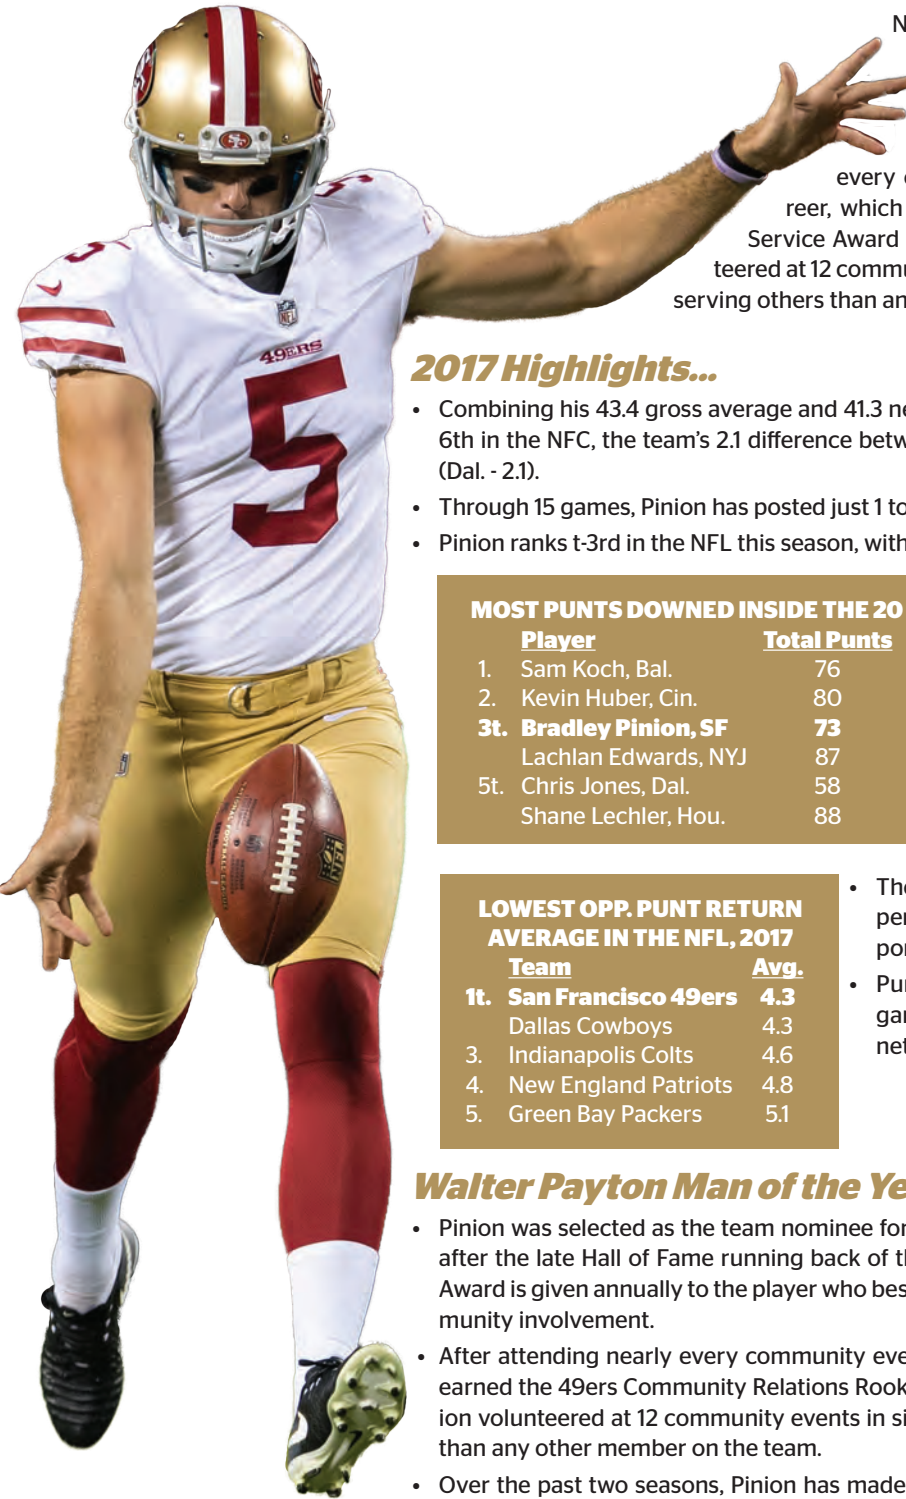 N
every
reer, which
Service Award
teered at 12 commu
serving others than an
49ERS
5
5
NFL
2017 Highlights...
• Combining his 43.4 gross average and 41.3 ne
6th in the NFC, the team's 2.1 difference betw
(Dal. - 2.1).
• Through 15 games, Pinion has posted just 1 to
• Pinion ranks t-3rd in the NFL this season, with
MOST PUNTS DOWNED INSIDE THE 20
Player Total Punts
1. Sam Koch, Bal. 76
2. Kevin Huber, Cin. 80
3t. Bradley Pinion, SF 73
Lachlan Edwards, NYJ 87
5t. Chris Jones, Dal. 58
Shane Lechler, Hou. 88
LOWEST OPP. PUNT RETURN
AVERAGE IN THE NFL, 2017
Team Avg.
1t. San Francisco 49ers 4.3
Dallas Cowboys 4.3
3. Indianapolis Colts 4.6
4. New England Patriots 4.8
5. Green Bay Packers 5.1
• The
per
por
• Pu
gar
net
Walter Payton Man of the Ye
• Pinion was selected as the team nominee for
after the late Hall of Fame running back of th
Award is given annually to the player who bes
munity involvement.
• After attending nearly every community eve
earned the 49ers Community Relations Rook
ion volunteered at 12 community events in si
than any other member on the team.
• Over the past two seasons, Pinion has made